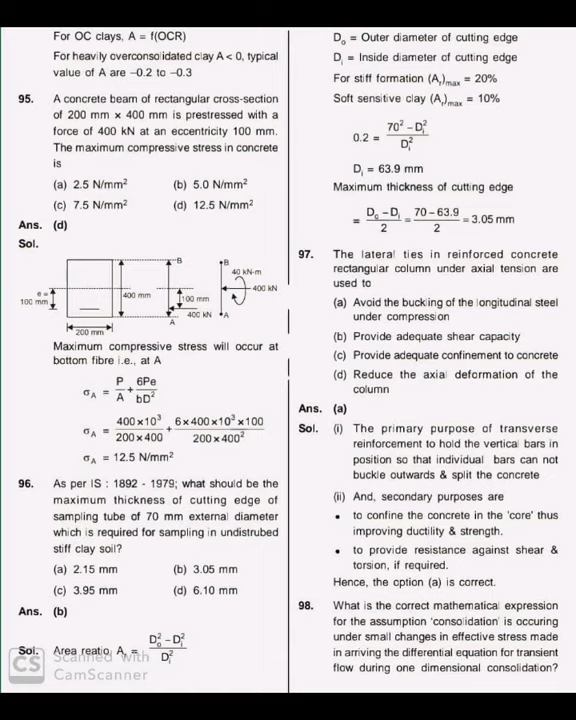 For OC clays, A = f(OCR)
For heavily overconsolidated clay A < 0, typical
value of A are –0.2 to –0.3
95. A concrete beam of rectangular cross-section
of 200 mm × 400 mm is prestressed with a
force of 400 kN at an eccentricity 100 mm.
The maximum compressive stress in concrete
is
(a) 2.5 N/mm² (b) 5.0 N/mm²
(c) 7.5 N/mm² (d) 12.5 N/mm²
Ans. (d)
Sol.
B B
40 kN-m
e =
100 mm
400 mm
100 mm
400 kN
400 kN
A
A
200 mm
Maximum compressive stress will occur at
bottom fibre i.e., at A
σA = P/A + 6Pe/bD²
σA = 400×10³/200×400 + 6×400×10³×100/200×400²
σA = 12.5 N/mm²
96. As per IS : 1892 - 1979; what should be the
maximum thickness of cutting edge of
sampling tube of 70 mm external diameter
which is required for sampling in undistrubed
stiff clay soil?
(a) 2.15 mm (b) 3.05 mm
(c) 3.95 mm (d) 6.10 mm
Ans. (b)
Sol. Area reatio Ar = Do² – Di²/Di²
CS Scanned with
CamScanner
Do = Outer diameter of cutting edge
Di = Inside diameter of cutting edge
For stiff formation (Ar)max = 20%
Soft sensitive clay (Ar)max = 10%
0.2 = 70² – Di²/Di²
Di = 63.9 mm
Maximum thickness of cutting edge
= Do – Di/2 = 70 – 63.9/2 = 3.05 mm
97. The lateral ties in reinforced concrete
rectangular column under axial tension are
used to
(a) Avoid the bucking of the longitudinal steel
under compression
(b) Provide adequate shear capacity
(c) Provide adequate confinement to concrete
(d) Reduce the axial deformation of the
column
Ans. (a)
Sol. (i) The primary purpose of transverse
reinforcement to hold the vertical bars in
position so that individual bars can not
buckle outwards & split the concrete
(ii) And, secondary purposes are
• to confine the concrete in the 'core' thus
improving ductility & strength.
• to provide resistance against shear &
torsion, if required.
Hence, the option (a) is correct.
98. What is the correct mathematical expression
for the assumption 'consolidation' is occuring
under small changes in effective stress made
in arriving the differential equation for transient
flow during one dimensional consolidation?